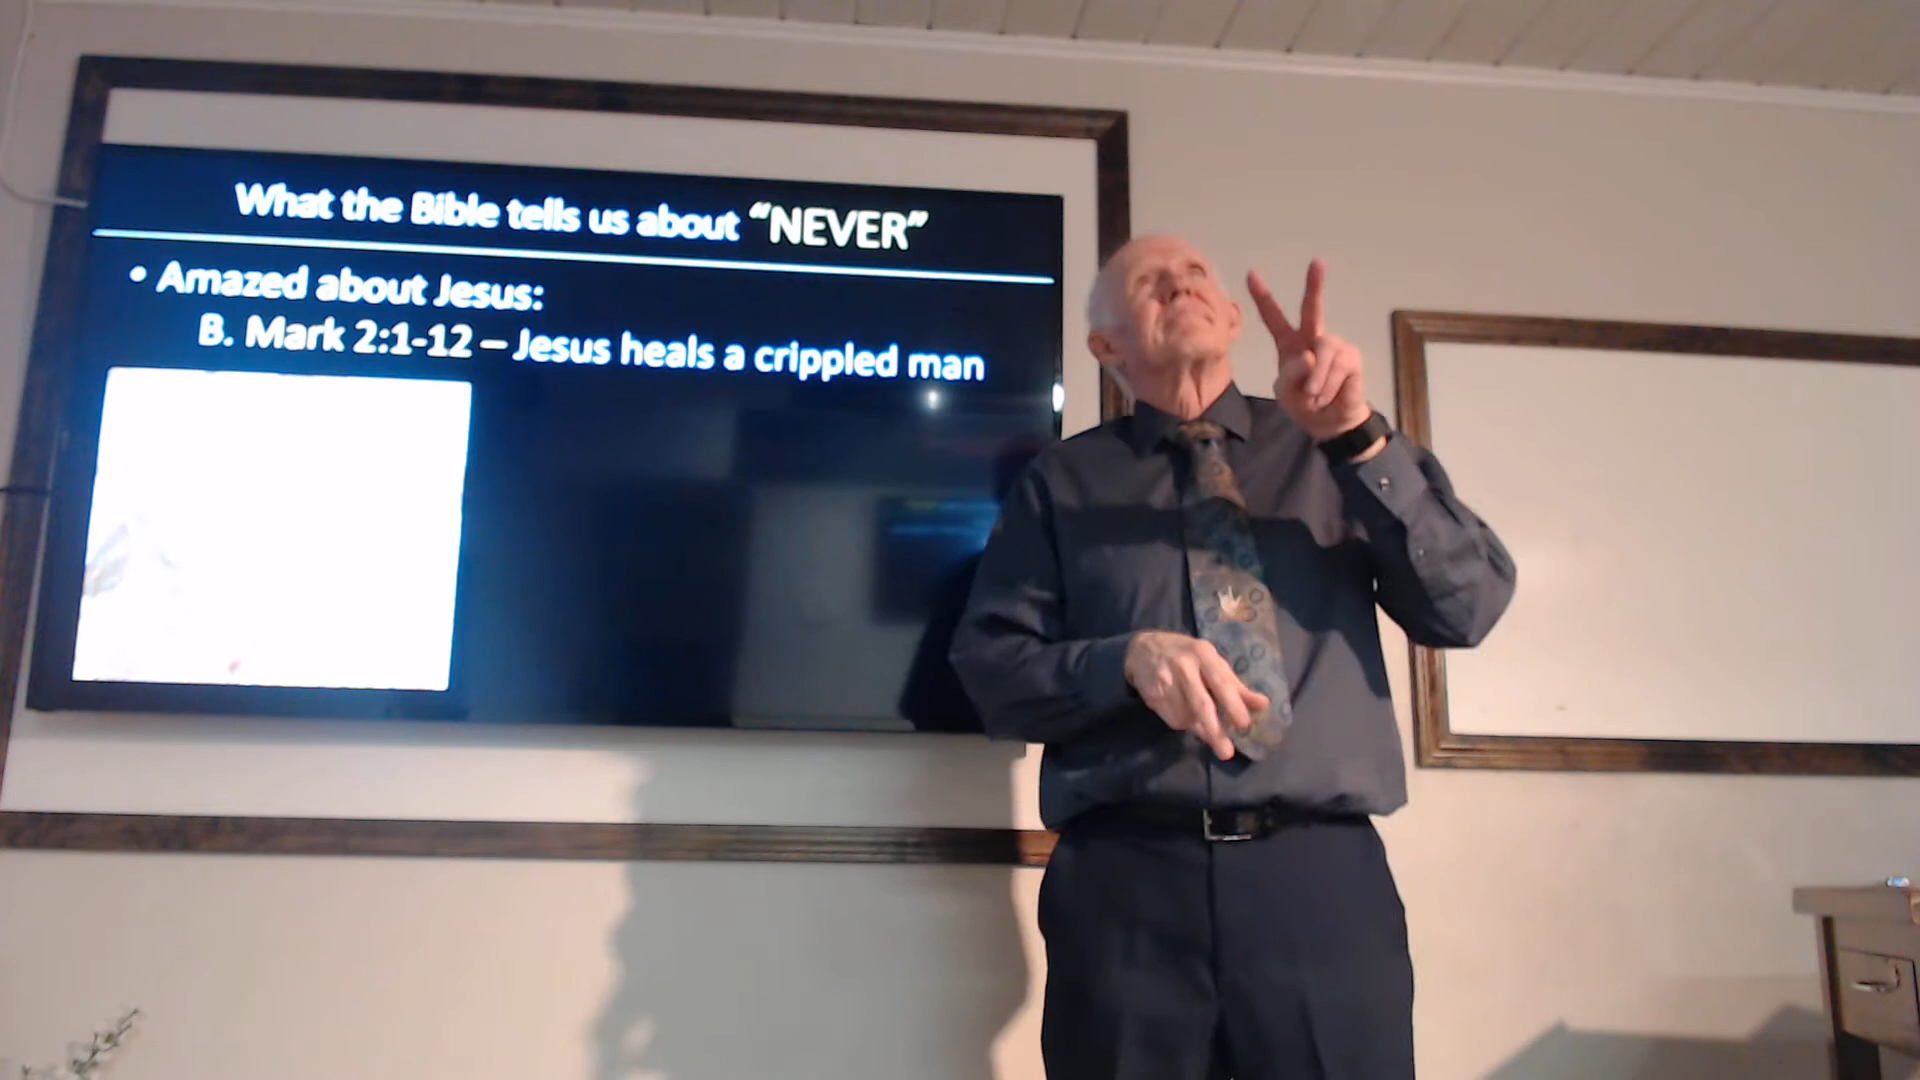 What the Bible tells us about “NEVER”
• Amazed about Jesus:
B. Mark 2:1-12 – Jesus heals a crippled man